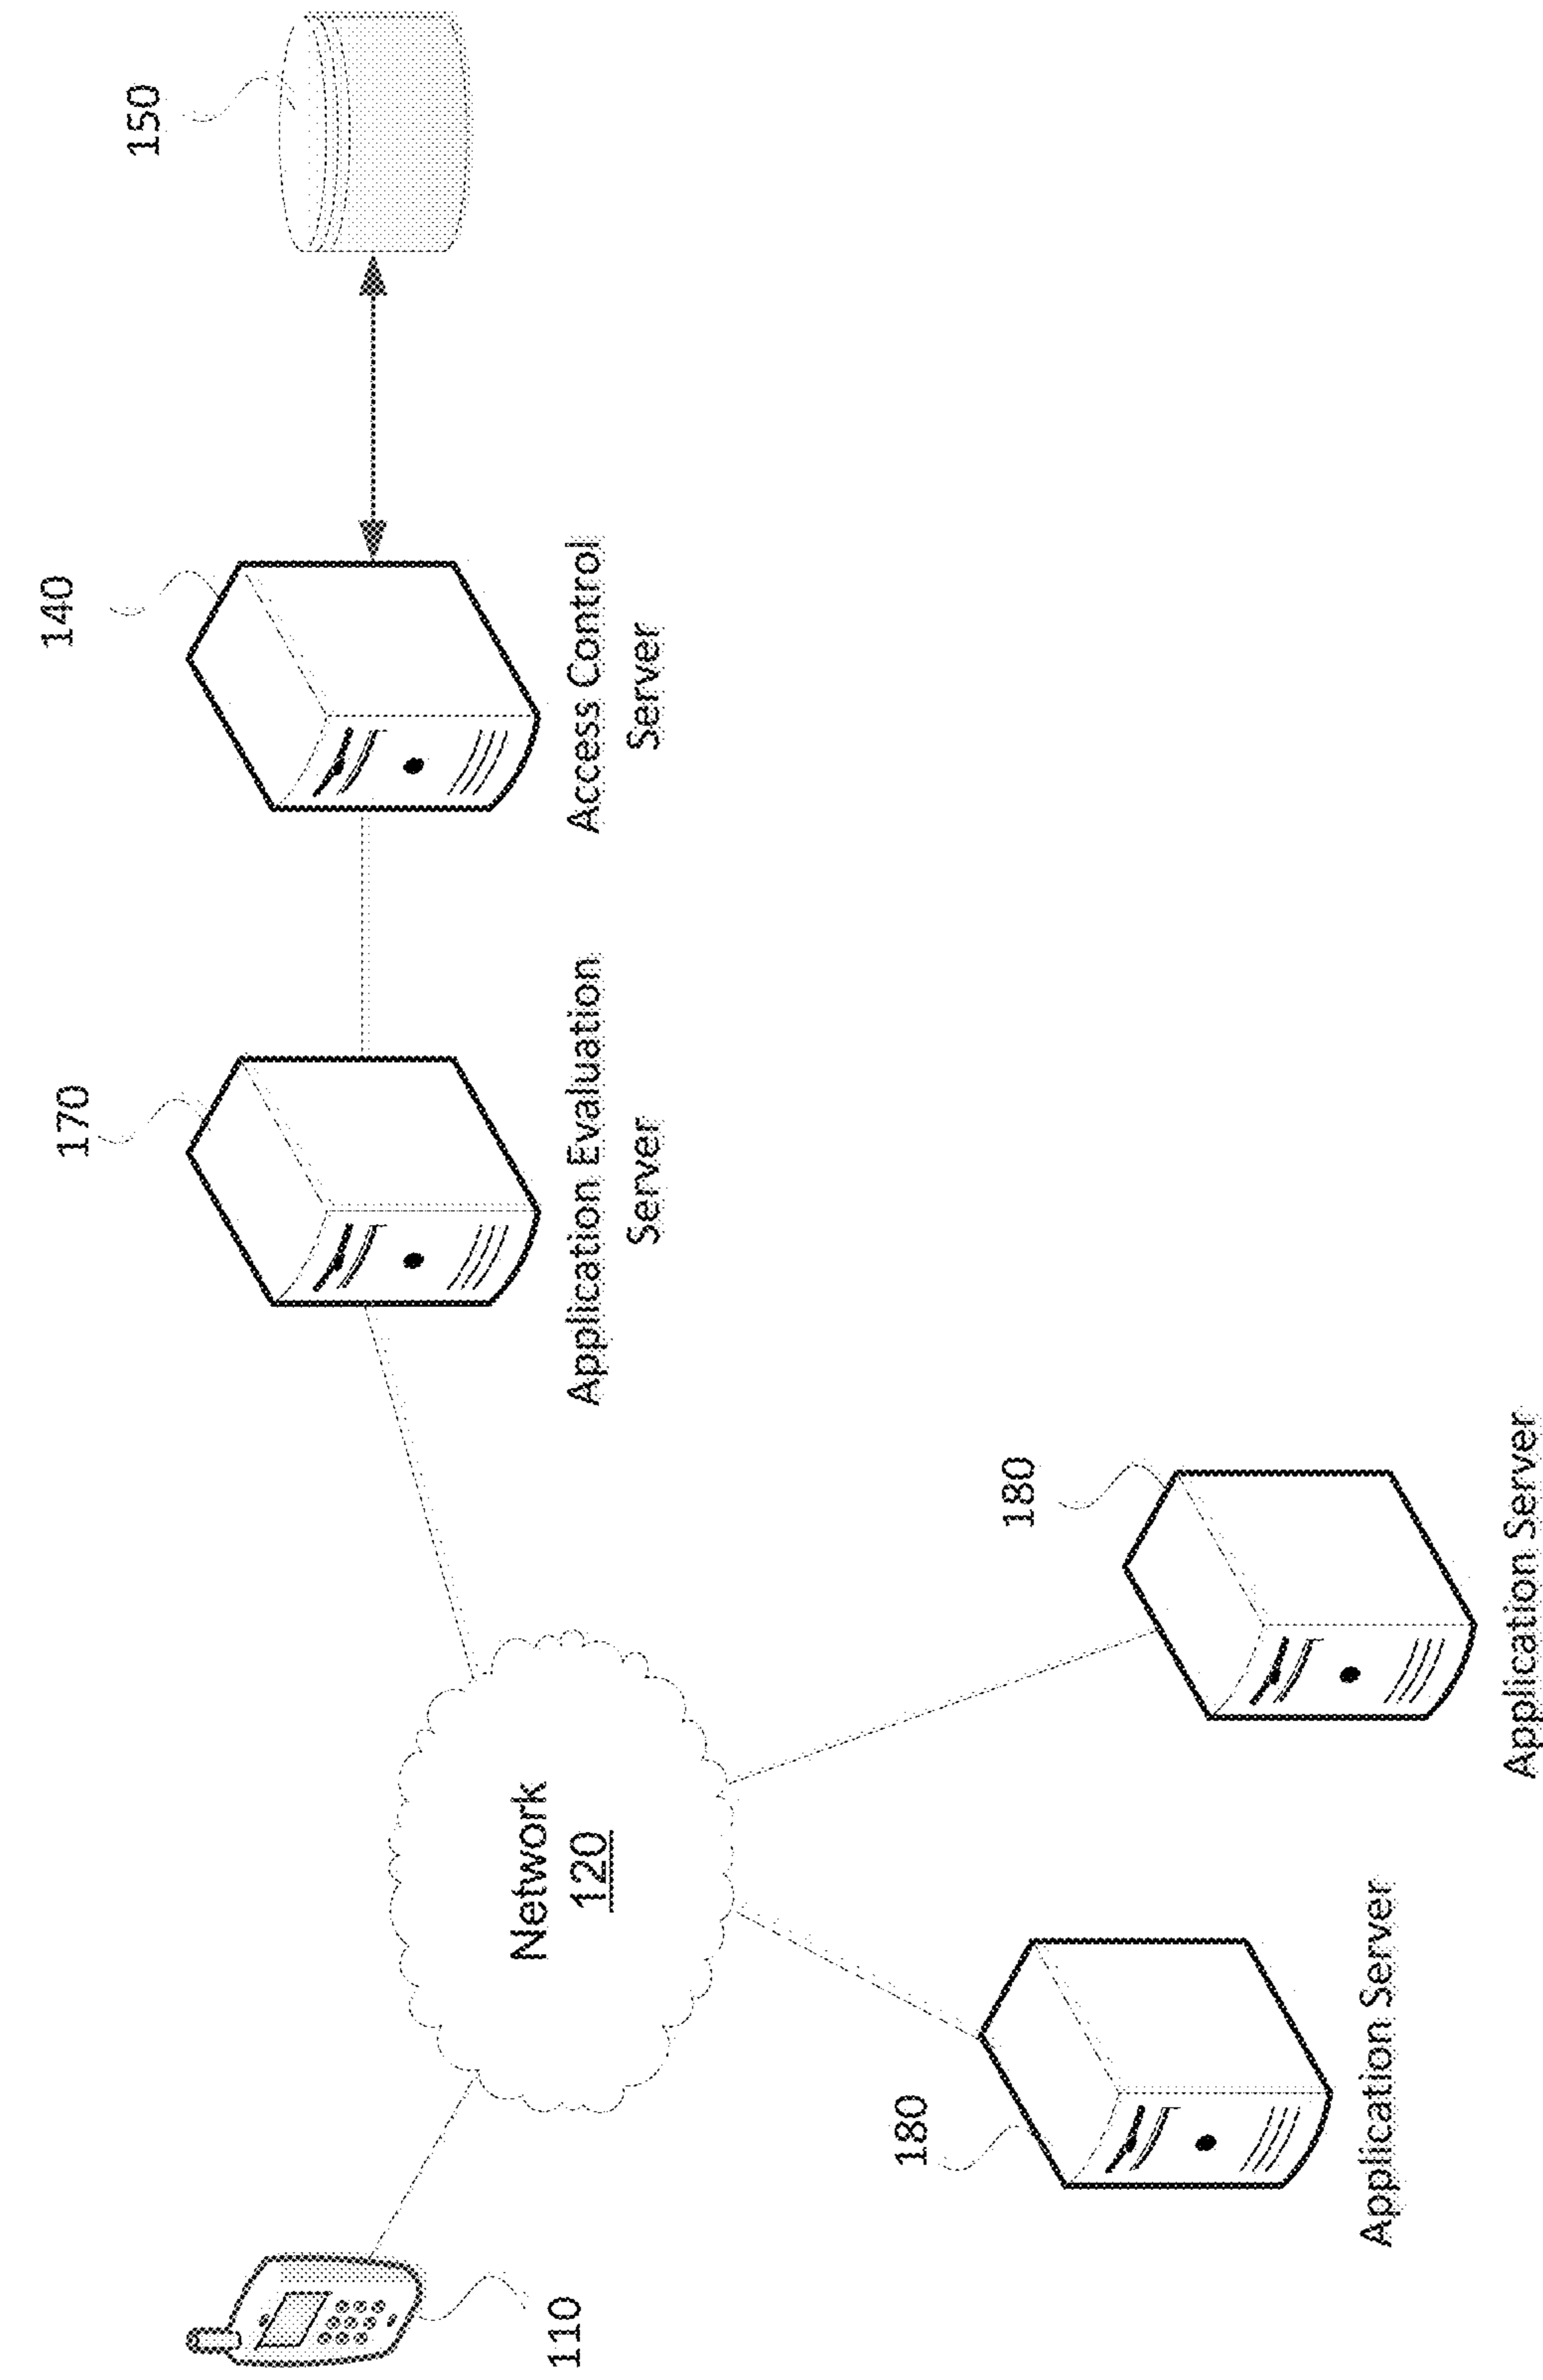 150
140
170
Access Control
Server
Application Evaluation
Server
Network
120
110
180
180
Application Server
Application Server